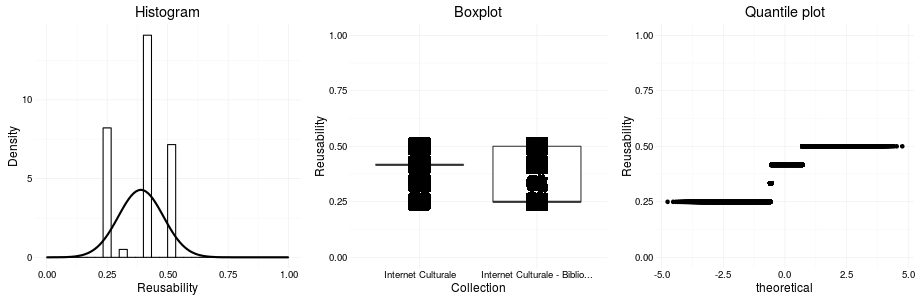 Histogram
Density
10
5
0
0.00 0.25 0.50 0.75 1.00
Reusability
Boxplot
Reusability
1.00
0.75
0.50
0.25
0.00
Internet Culturale Internet Culturale - Biblio...
Collection
Quantile plot
Reusability
1.00
0.75
0.50
0.25
0.00
-5.0 -2.5 0.0 2.5 5.0
theoretical